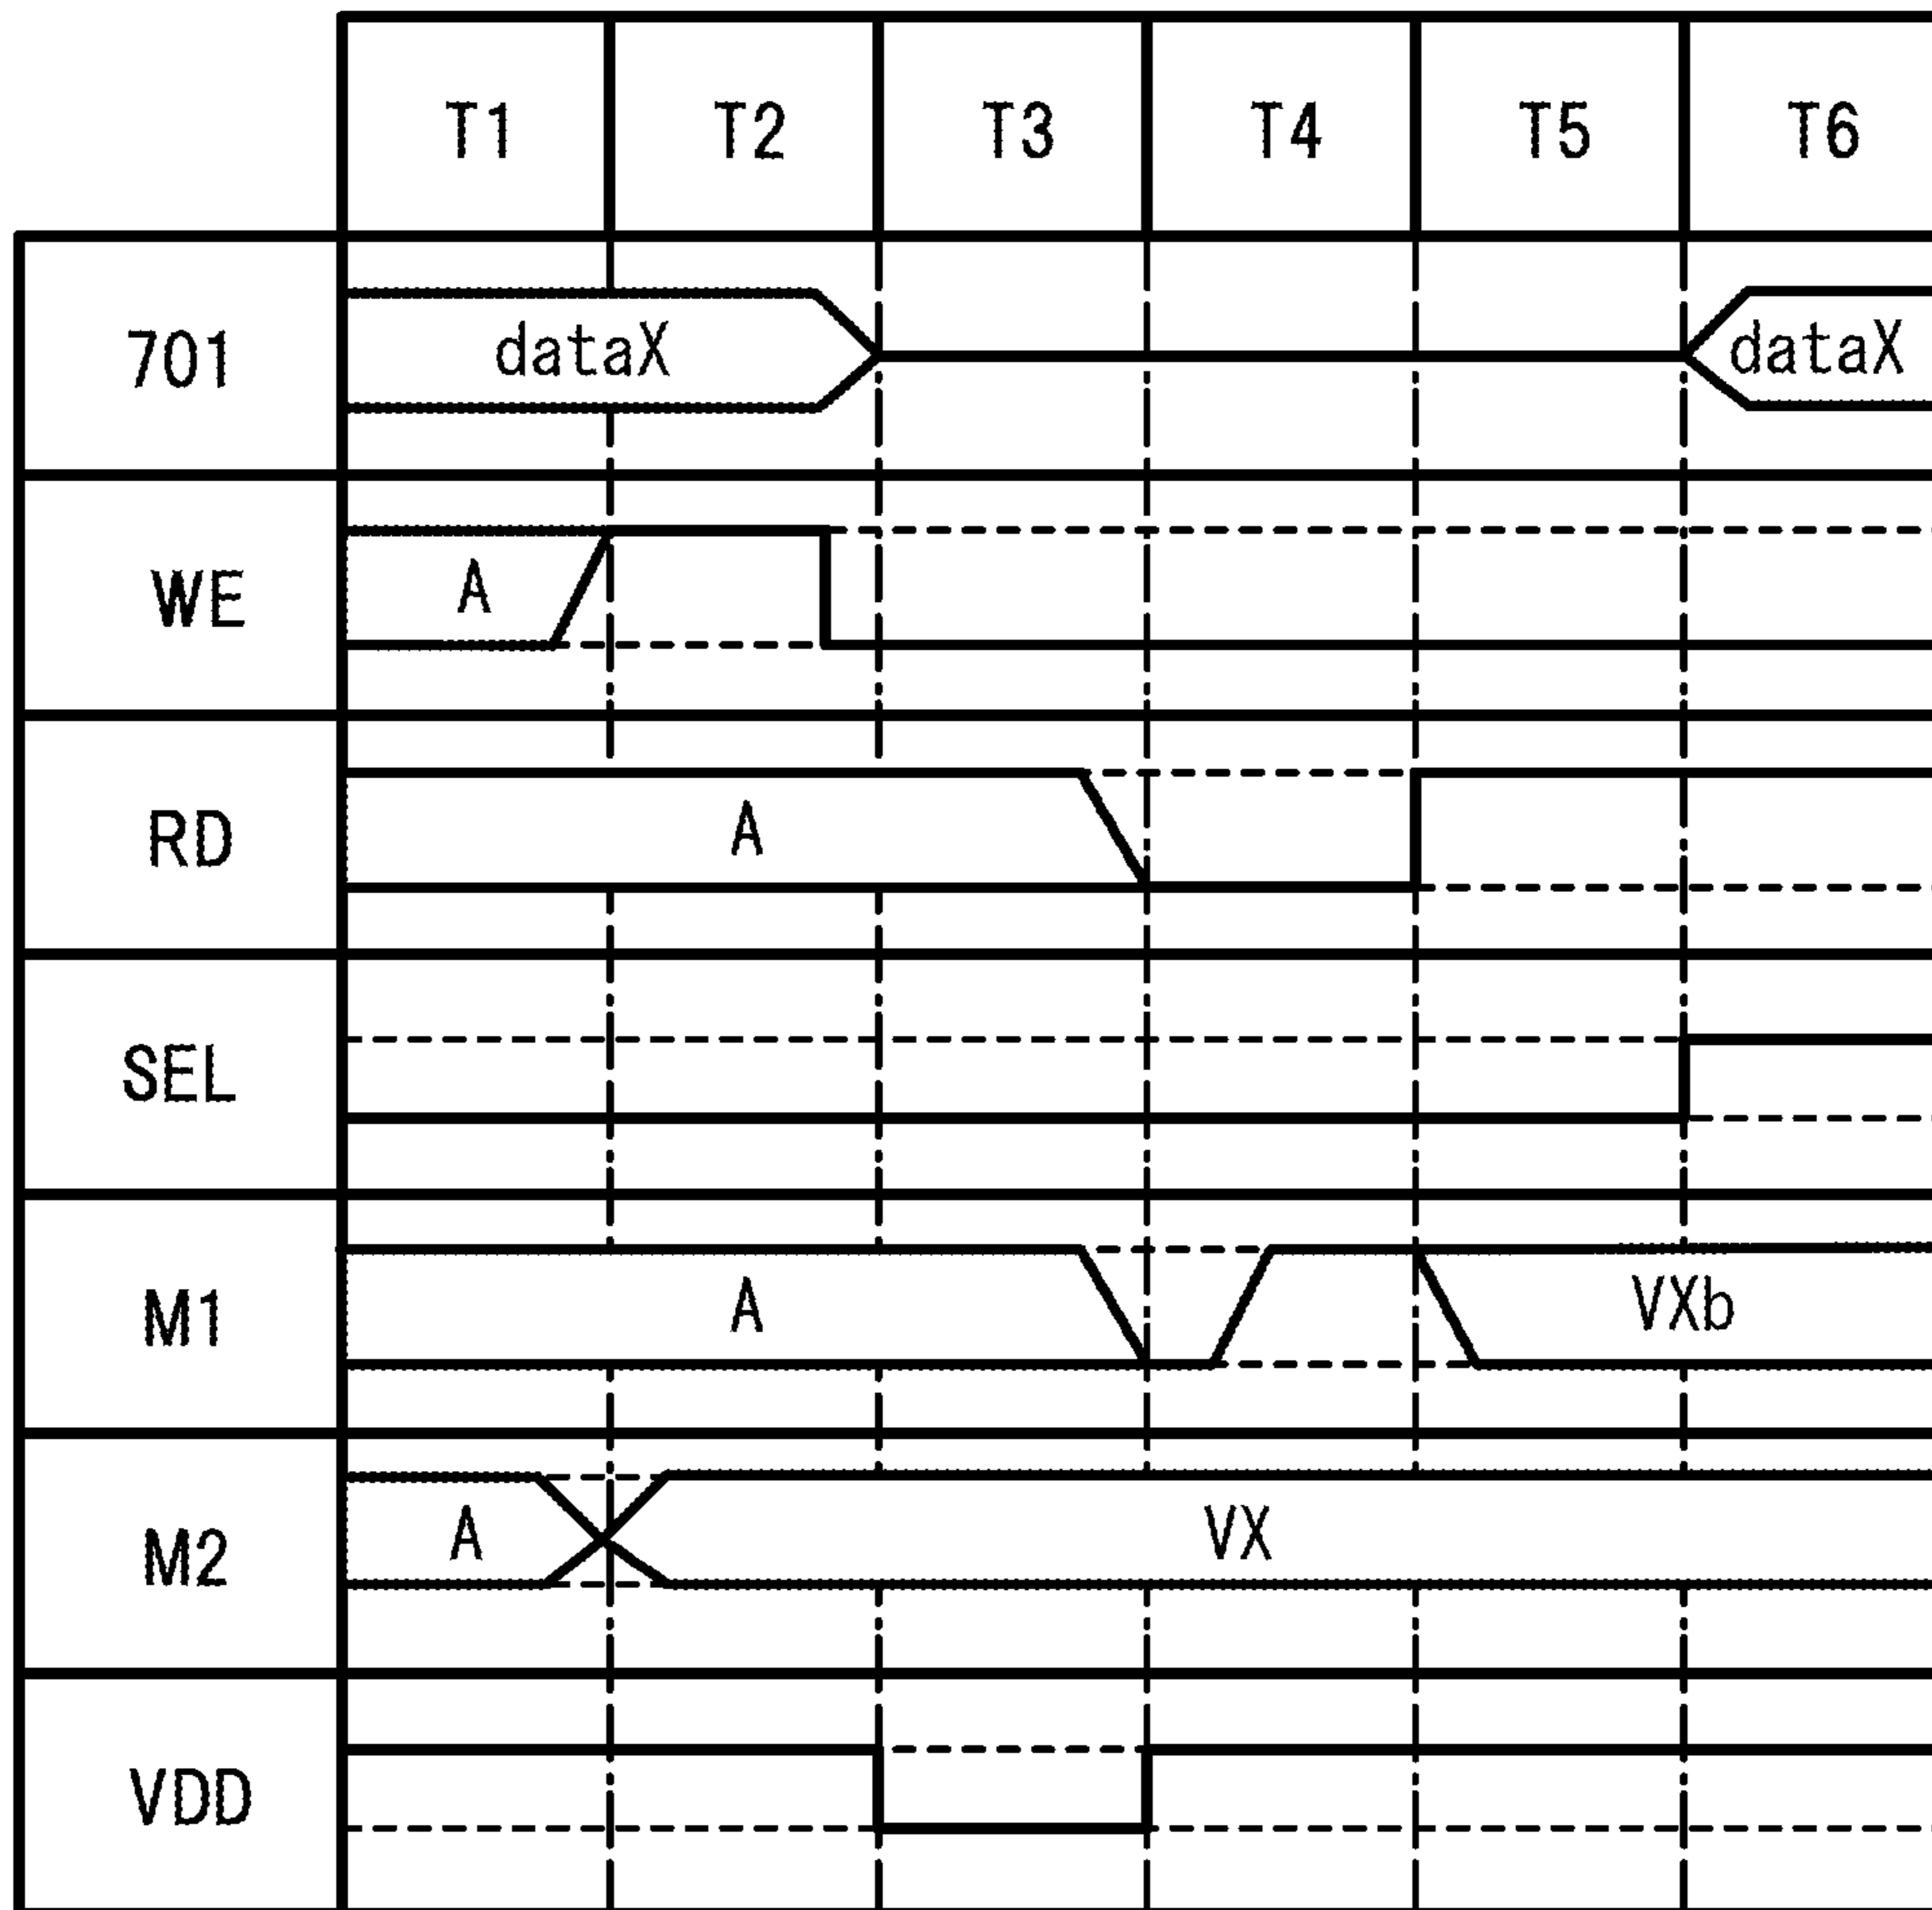 T1 T2 T3 T4 T5 T6
701 dataX dataX
WE A
RD A
SEL
M1 A VXb
M2 A VX
VDD